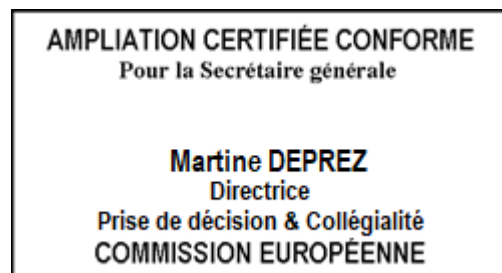 AMPLIATION CERTIFIÉE CONFORME
Pour la Secrétaire générale
Martine DEPREZ
Directrice
Prise de décision & Collégialité
COMMISSION EUROPÉENNE